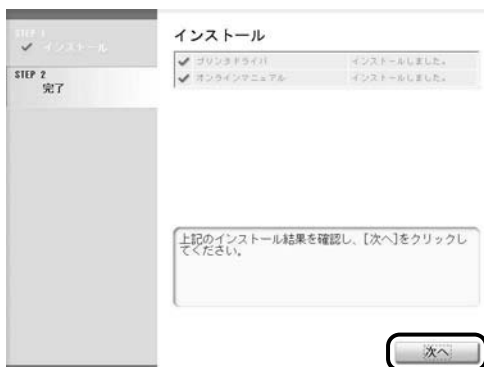 STEP 1
インストール
STEP 2
完了
インストール
プリンタドライバ インストールしました。
オンラインマニュアル インストールしました。
上記のインストール結果を確認し、[次へ]をクリックし
てください。
次へ